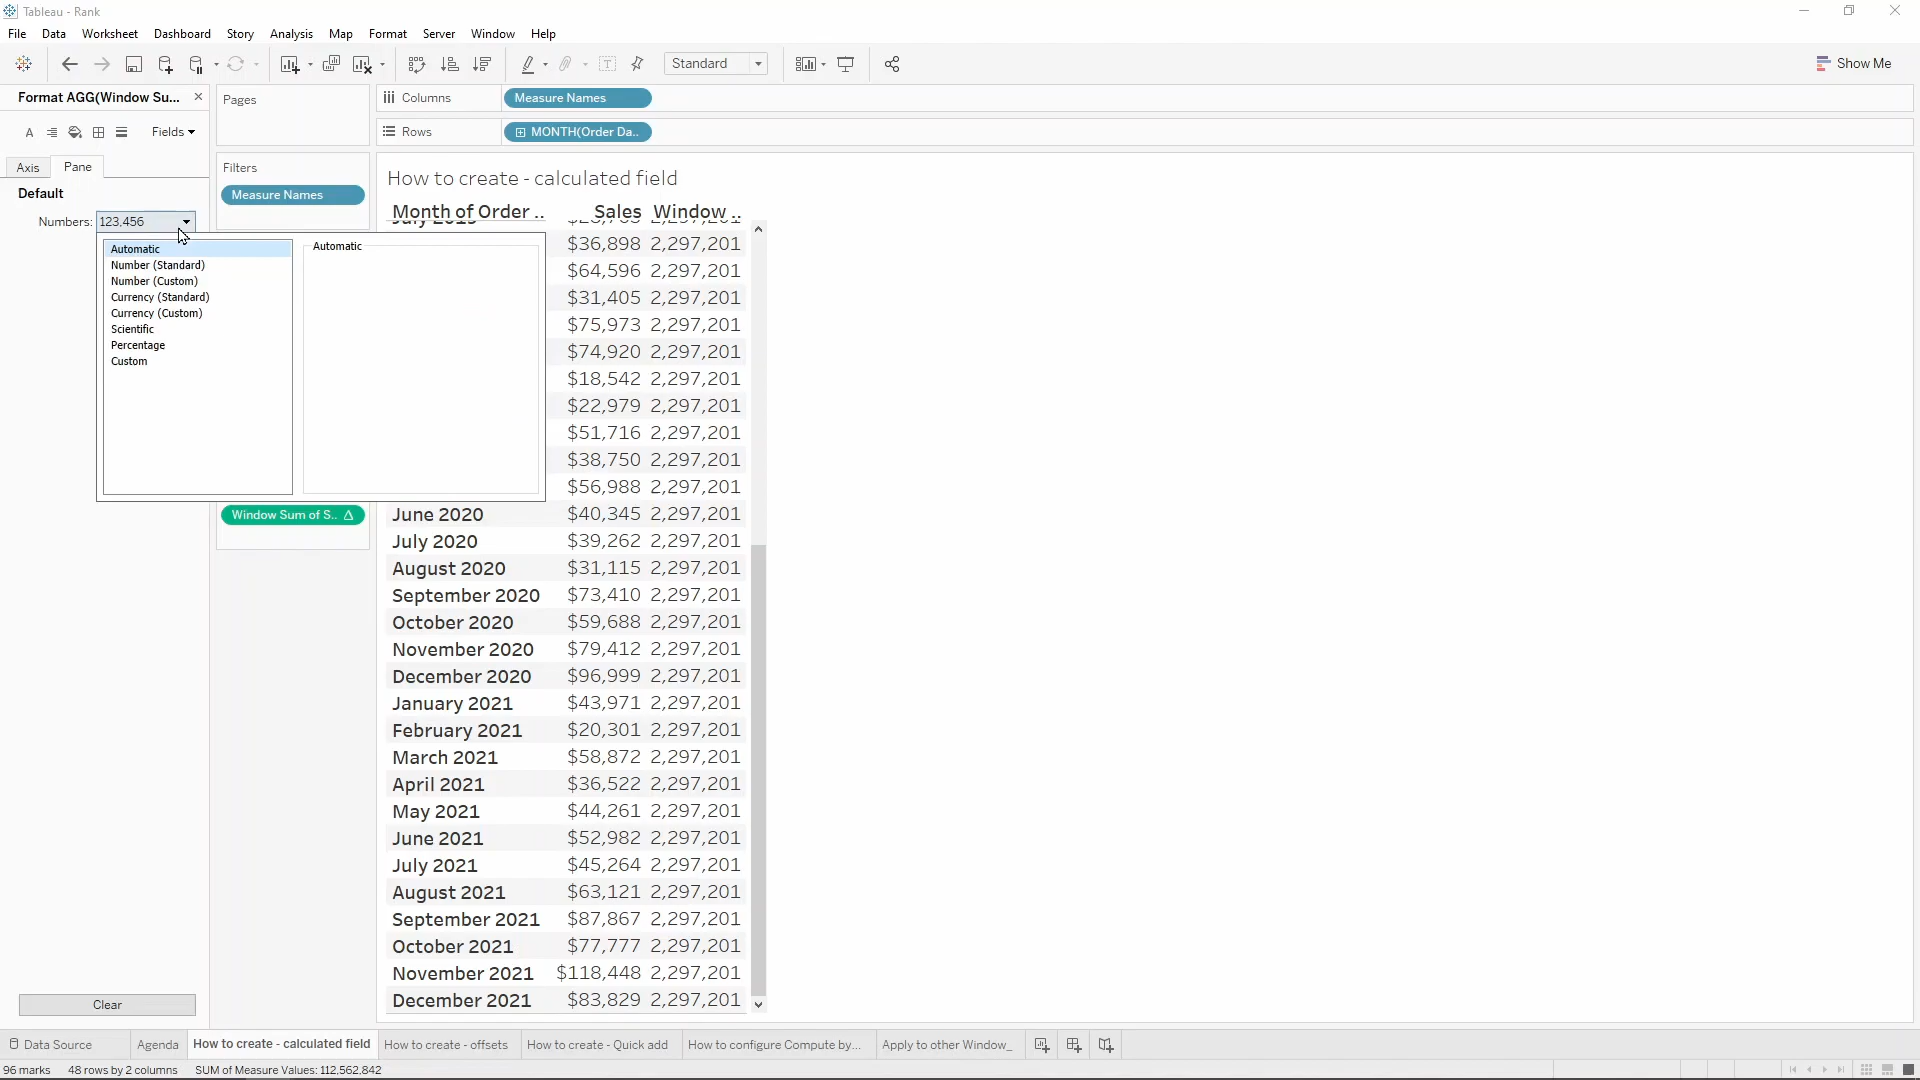 Tableau - Rank
File Data Worksheet Dashboard Story Analysis Map Format Server Window Help
Standard
Show Me
Format AGG(Window Su... ×
Pages
Columns
Measure Names
A
Fields
Rows
MONTH(Order Da..
Axis
Pane
Filters
Default
Measure Names
Numbers: 123,456
Automatic
Number (Standard)
Number (Custom)
Currency (Standard)
Currency (Custom)
Scientific
Percentage
Custom
Automatic
Window Sum of S.. Δ
Clear
How to create - calculated field
Month of Order .. Sales Window ..
$36,898 2,297,201
$64,596 2,297,201
$31,405 2,297,201
$75,973 2,297,201
$74,920 2,297,201
$18,542 2,297,201
$22,979 2,297,201
$51,716 2,297,201
$38,750 2,297,201
$56,988 2,297,201
June 2020 $40,345 2,297,201
July 2020 $39,262 2,297,201
August 2020 $31,115 2,297,201
September 2020 $73,410 2,297,201
October 2020 $59,688 2,297,201
November 2020 $79,412 2,297,201
December 2020 $96,999 2,297,201
January 2021 $43,971 2,297,201
February 2021 $20,301 2,297,201
March 2021 $58,872 2,297,201
April 2021 $36,522 2,297,201
May 2021 $44,261 2,297,201
June 2021 $52,982 2,297,201
July 2021 $45,264 2,297,201
August 2021 $63,121 2,297,201
September 2021 $87,867 2,297,201
October 2021 $77,777 2,297,201
November 2021 $118,448 2,297,201
December 2021 $83,829 2,297,201
Data Source Agenda How to create - calculated field How to create - offsets How to create - Quick add How to configure Compute by... Apply to other Window_
96 marks 48 rows by 2 columns SUM of Measure Values: 112,562,842